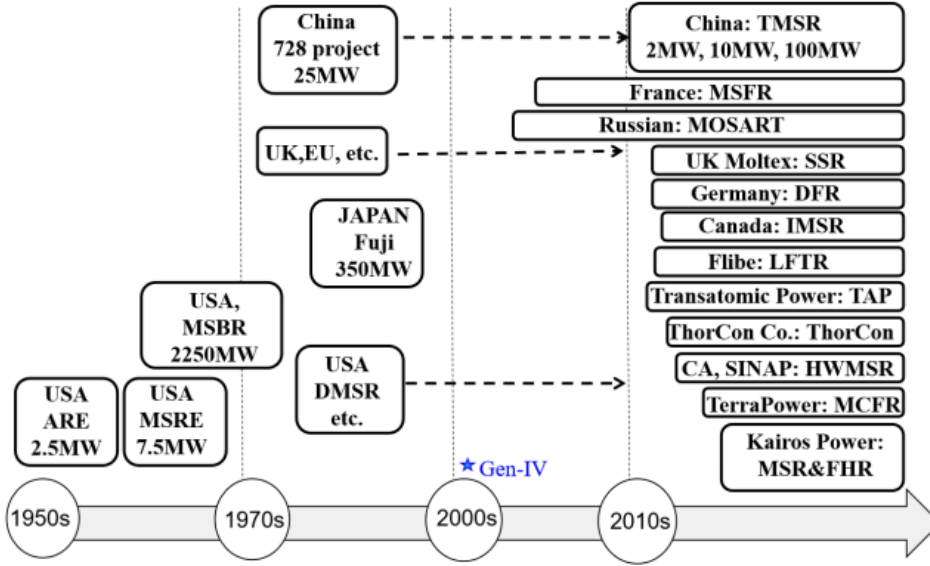 China
728 project
25MW
China: TMSR
2MW, 10MW, 100MW
France: MSFR
Russian: MOSART
UK,EU, etc.
UK Moltex: SSR
Germany: DFR
JAPAN
Fuji
350MW
Canada: IMSR
Flibe: LFTR
USA,
MSBR
2250MW
Transatomic Power: TAP
ThorCon Co.: ThorCon
USA
DMSR
etc.
CA, SINAP: HWMSR
USA
ARE
2.5MW
USA
MSRE
7.5MW
TerraPower: MCFR
Kairos Power:
MSR&FHR
Gen-IV
1950s
1970s
2000s
2010s